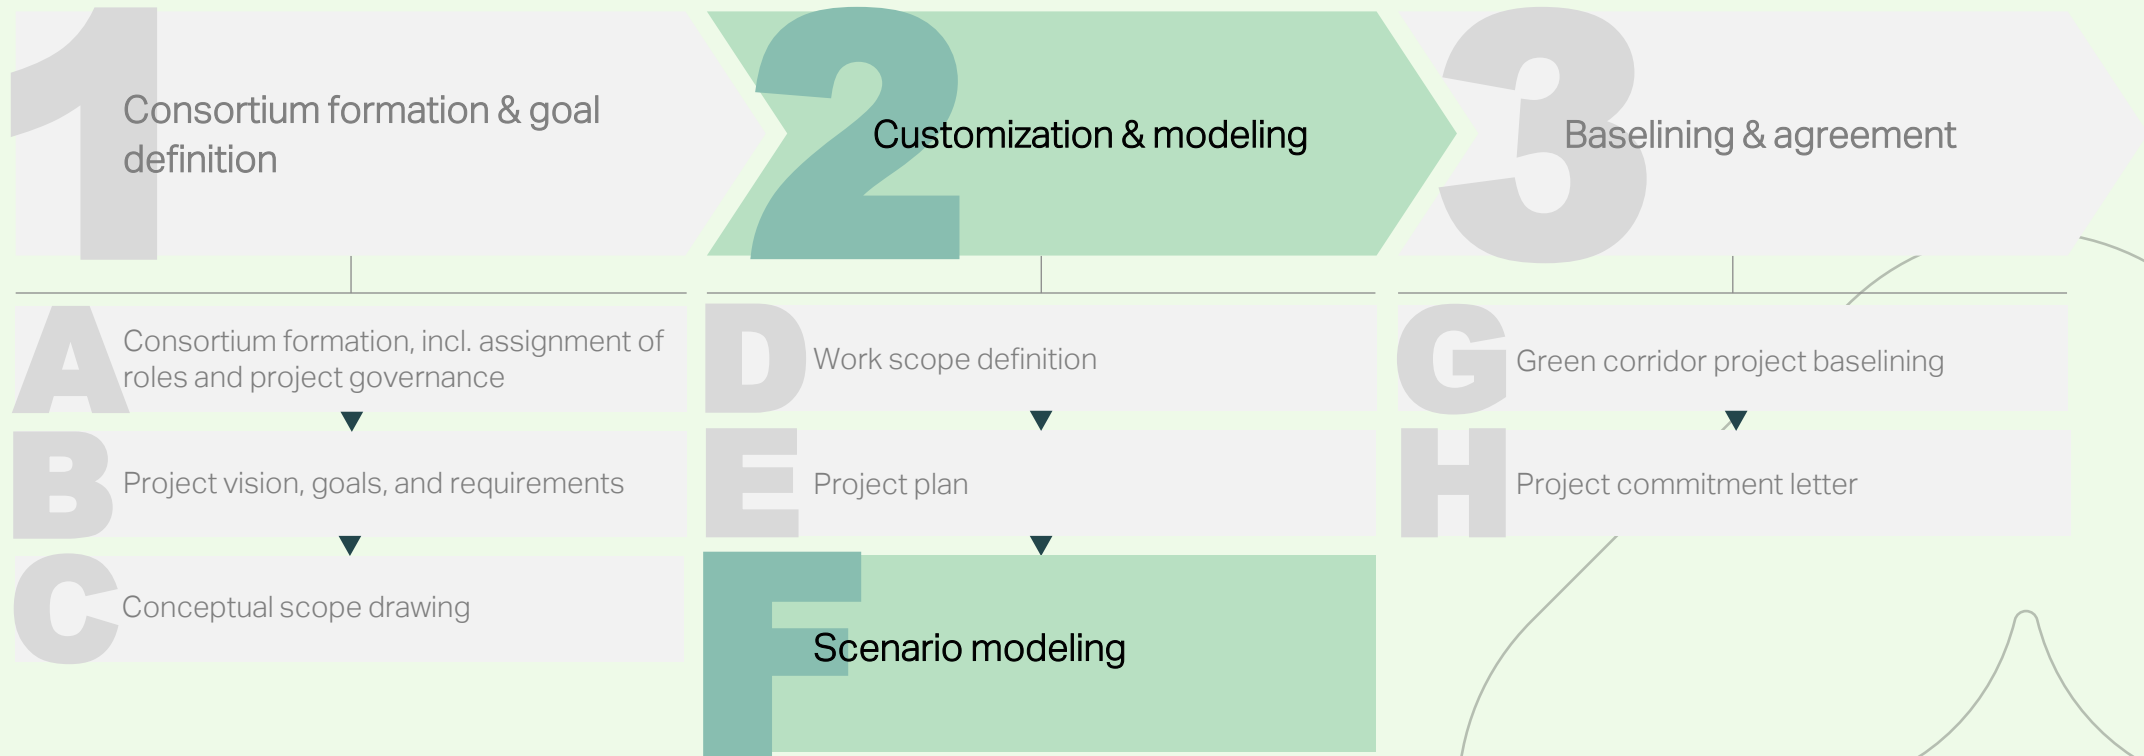 1
Consortium formation & goal
definition
2
Customization & modeling
3
Baselining & agreement
A
Consortium formation, incl. assignment of
roles and project governance
B
Project vision, goals, and requirements
C
Conceptual scope drawing
D
Work scope definition
E
Project plan
F
Scenario modeling
G
Green corridor project baselining
H
Project commitment letter